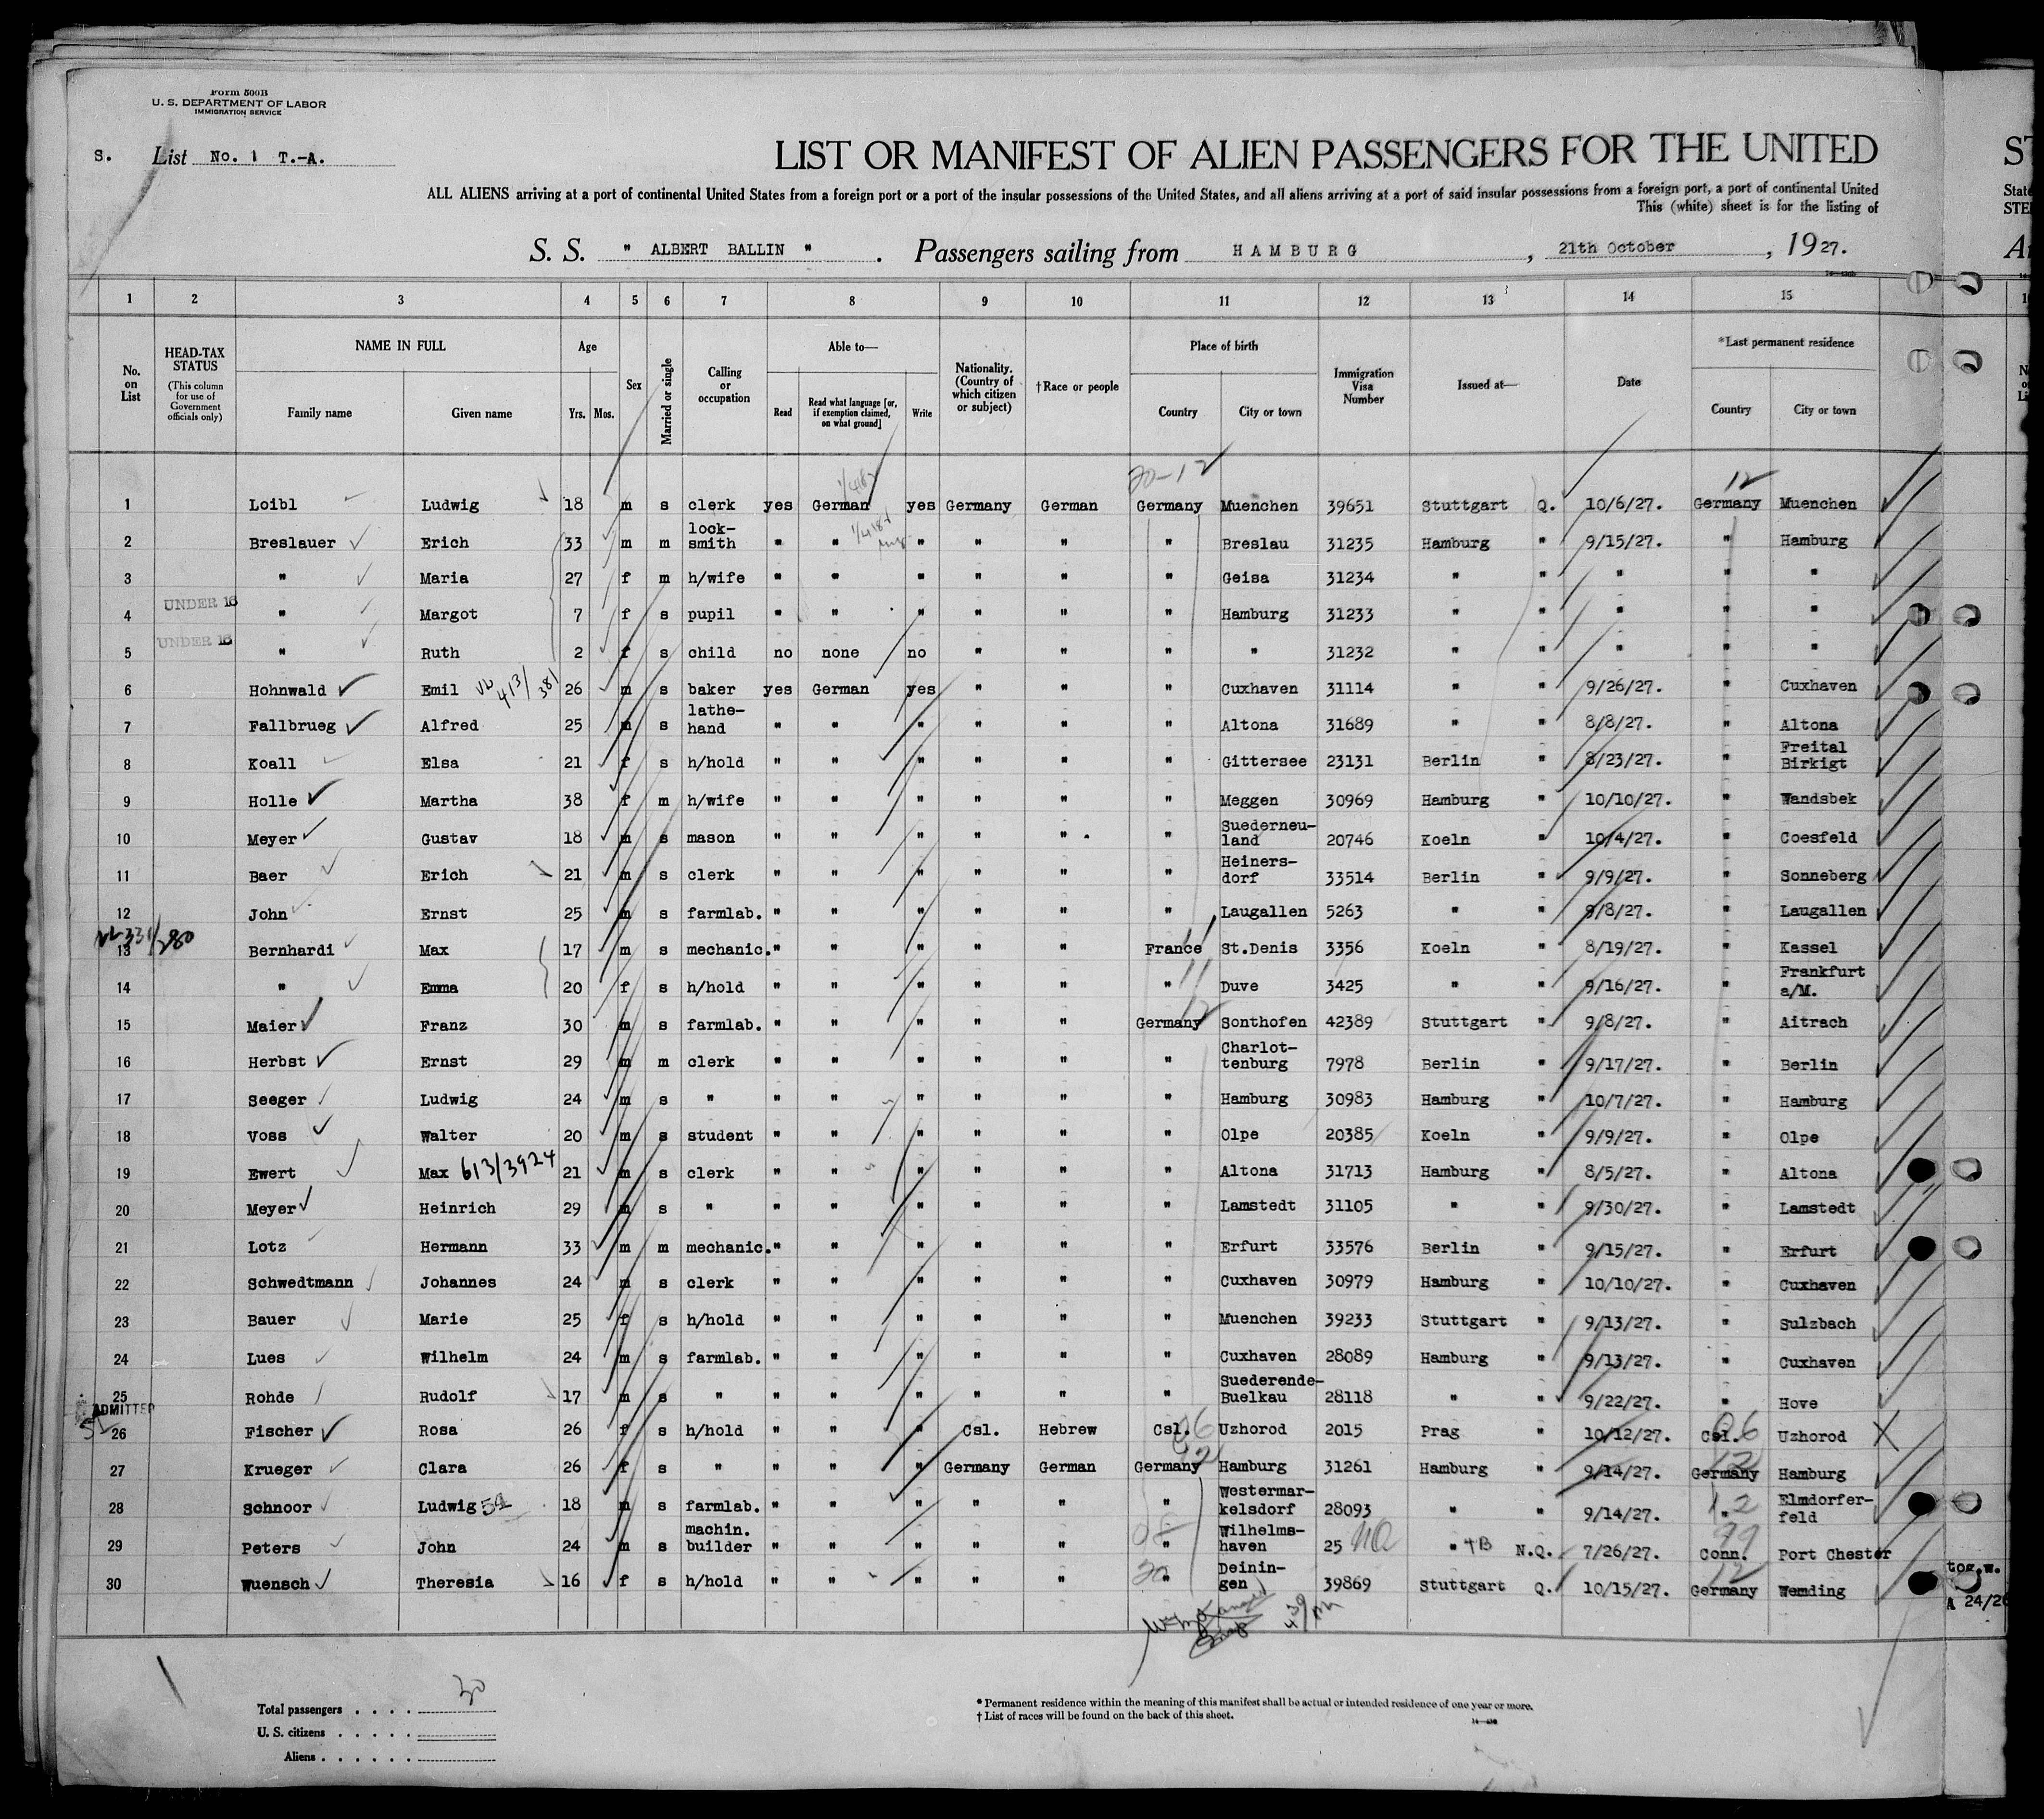 Form 500B
U. S. DEPARTMENT OF LABOR
IMMIGRATION SERVICE
S. List No. 1 T.-A.
LIST OR MANIFEST OF ALIEN PASSENGERS FOR THE UNITED
ST
ALL ALIENS arriving at a port of continental United States from a foreign port or a port of the insular possessions of the United States, and all aliens arriving at a port of said insular possessions from a foreign port, a port of continental United
State
This (white) sheet is for the listing of
STE
S. S. " ALBERT BALLIN " . Passengers sailing from HAMBURG , 21th October , 1927.
1 2 3 4 5 6 7 8 9 10 11 12 13 14 15
No. on List
HEAD-TAX STATUS
(This column for use of Government officials only)
NAME IN FULL
Family name Given name
Age
Yrs. Mos.
Sex
Married or single
Calling or occupation
Able to—
Read
Read what language [or, if exemption claimed, on what ground]
Write
Nationality. (Country of which citizen or subject)
†Race or people
Place of birth
Country City or town
Immigration Visa Number
Issued at—
Date
*Last permanent residence
Country City or town
20-12 12
1 Loibl Ludwig 18 m s clerk yes German yes Germany German Germany Muenchen 39651 Stuttgart Q. 10/6/27. Germany Muenchen
2 Breslauer Erich 33 m m lock-smith " " " " " " Breslau 31235 Hamburg " 9/15/27. " Hamburg
3 " Maria 27 f m h/wife " " " " " " Geisa 31234 " " " " "
UNDER 16
4 " Margot 7 f s pupil " " " " " " Hamburg 31233 " " " " "
UNDER 16
5 " Ruth 2 f s child no none no " " " " 31232 " " " " "
6 Hohnwald Emil 413/381 26 m s baker yes German yes " " " Cuxhaven 31114 " " 9/26/27. " Cuxhaven
7 Fallbrueg Alfred 25 m s lathe-hand " " " " " " Altona 31689 " " 8/8/27. " Altona
8 Koall Elsa 21 f s h/hold " " " " " " Gittersee 23131 Berlin " 8/23/27. " Freital Birkigt
9 Holle Martha 38 f m h/wife " " " " " " Meggen 30969 Hamburg " 10/10/27. " Wandsbek
10 Meyer Gustav 18 m s mason " " " " " " Suederneu-land 20746 Koeln " 10/4/27. " Coesfeld
11 Baer Erich 21 m s clerk " " " " " " Heiners-dorf 33514 Berlin " 9/9/27. " Sonneberg
12 John Ernst 25 m s farmlab. " " " " " " Laugallen 5263 " " 9/8/27. " Laugallen
331/280
13 Bernhardi Max 17 m s mechanic. " " " " " France St.Denis 3356 Koeln " 8/19/27. " Kassel
14 " Emma 20 f s h/hold " " " " " " Duve 3425 " " 9/16/27. " Frankfurt a/M.
15 Maier Franz 30 m s farmlab. " " " " " Germany Sonthofen 42389 Stuttgart " 9/8/27. " Aitrach
16 Herbst Ernst 29 m m clerk " " " " " " Charlot-tenburg 7978 Berlin " 9/17/27. " Berlin
17 Seeger Ludwig 24 m s " " " " " " " Hamburg 30983 Hamburg " 10/7/27. " Hamburg
18 Voss Walter 20 m s student " " " " " " Olpe 20385 Koeln " 9/9/27. " Olpe
19 Ewert Max 613/3924 21 m s clerk " " " " " " Altona 31713 Hamburg " 8/5/27. " Altona
20 Meyer Heinrich 29 m s " " " " " " " Lamstedt 31105 " " 9/30/27. " Lamstedt
21 Lotz Hermann 33 m m mechanic. " " " " " " Erfurt 33576 Berlin " 9/15/27. " Erfurt
22 Schwedtmann Johannes 24 m s clerk " " " " " " Cuxhaven 30979 Hamburg " 10/10/27. " Cuxhaven
23 Bauer Marie 25 f s h/hold " " " " " " Muenchen 39233 Stuttgart " 9/13/27. " Sulzbach
24 Lues Wilhelm 24 m s farmlab. " " " " " " Cuxhaven 28089 Hamburg " 9/13/27. " Cuxhaven
25 Rohde Rudolf 17 m s " " " " " " " Suederende-Buelkau 28118 " " 9/22/27. " Hove
ADMITTED
26 Fischer Rosa 26 f s h/hold " " " Csl. Hebrew Csl. Uzhorod 2015 Prag " 10/12/27. Csl. Uzhorod
27 Krueger Clara 26 f s " " " " Germany German Germany Hamburg 31261 Hamburg " 9/14/27. Germany Hamburg
28 Schnoor Ludwig 18 m s farmlab. " " " " " " Westermar-kelsdorf 28093 " " 9/14/27. " Elmdorfer-feld
29 Peters John 24 m s machin. builder " " " " " " Wilhelms-haven 25 NQ " N.Q. 7/26/27. Conn. Port Chester
30 Wuensch Theresia 16 f s h/hold " " " " " " Deinin-gen 39869 Stuttgart Q. 10/15/27. Germany Wemding
tog.w.
A 24/26
Total passengers . . . . 30
U. S. citizens . . . . .
Aliens . . . . . .
* Permanent residence within the meaning of this manifest shall be actual or intended residence of one year or more.
† List of races will be found on the back of this sheet.